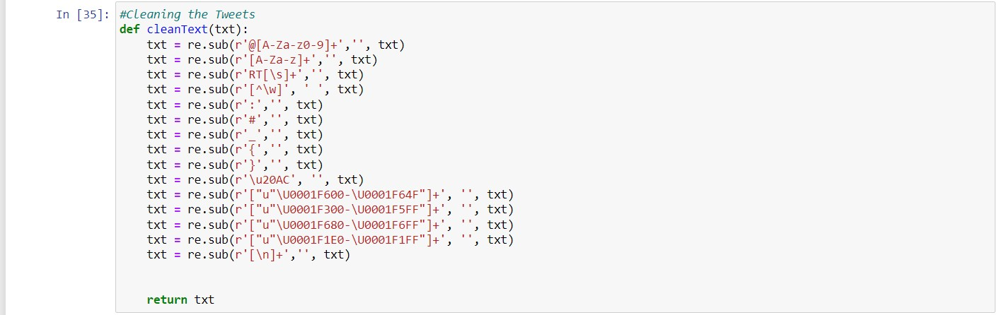 In [35]: #Cleaning the Tweets
def cleanText(txt):
    txt = re.sub(r'@[A-Za-z0-9]+','', txt)
    txt = re.sub(r'[A-Za-z]+','', txt)
    txt = re.sub(r'RT[\s]+','', txt)
    txt = re.sub(r'[^\w]', ' ', txt)
    txt = re.sub(r':','', txt)
    txt = re.sub(r'#','', txt)
    txt = re.sub(r'_','', txt)
    txt = re.sub(r'{','', txt)
    txt = re.sub(r'}','', txt)
    txt = re.sub(r'\u20AC', '', txt)
    txt = re.sub(r'["u"\U0001F600-\U0001F64F"]+', '', txt)
    txt = re.sub(r'["u"\U0001F300-\U0001F5FF"]+', '', txt)
    txt = re.sub(r'["u"\U0001F680-\U0001F6FF"]+', '', txt)
    txt = re.sub(r'["u"\U0001F1E0-\U0001F1FF"]+', '', txt)
    txt = re.sub(r'[\n]+','', txt)
    return txt